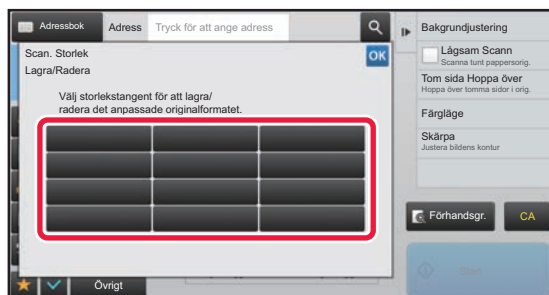 Adressbok
Adress
Tryck för att ange adress
Bakgrundjustering
Scan. Storlek
OK
Lågsam Scann
Scanna tunt pappersorig.
Lagra/Radera
Tom sida Hoppa över
Hoppa över tomma sidor i orig.
Välj storlekstangent för att lagra/
radera det anpassade originalformatet.
Färgläge
Skärpa
Justera bildens kontur
Förhandsgr.
CA
Start
Övrigt